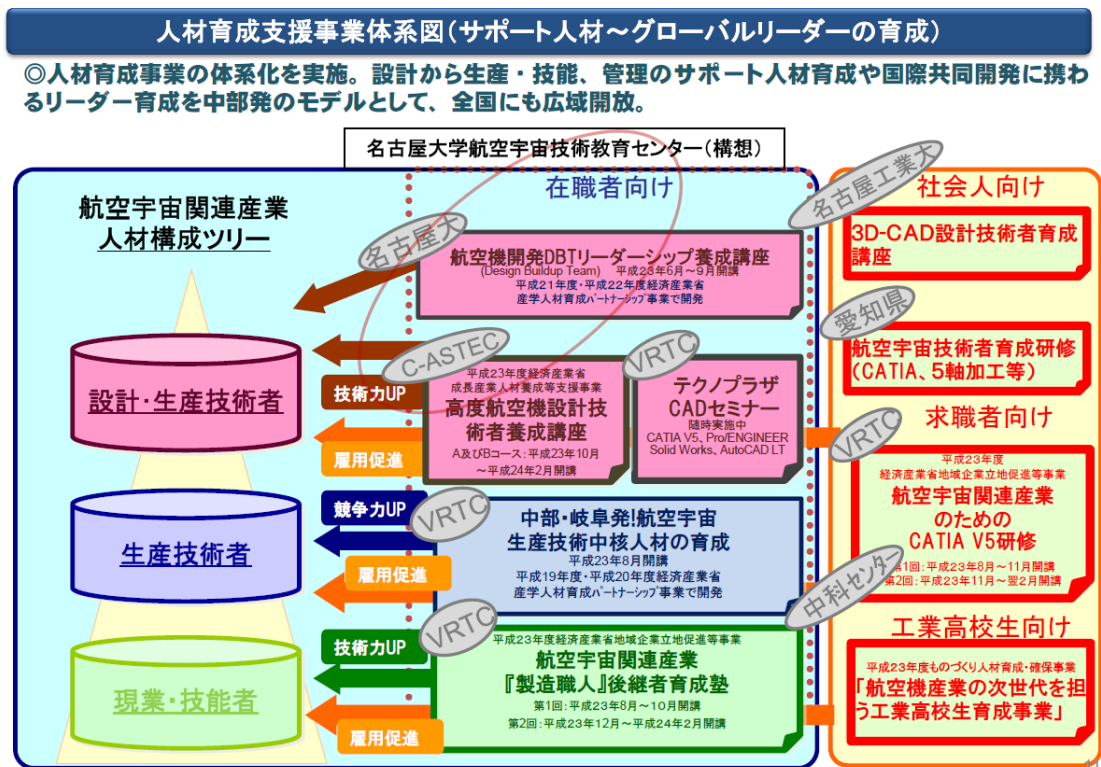 人材育成支援事業体系図(サポート人材～グローバルリーダーの育成)
◎人材育成事業の体系化を実施。設計から生産・技能、管理のサポート人材育成や国際共同開発に携わ
るリーダー育成を中部発のモデルとして、全国にも広域開放。
名古屋大学航空宇宙技術教育センター(構想)
航空宇宙関連産業
人材構成ツリー
在職者向け
名古屋大
航空機開発DBTリーダーシップ養成講座
(Design Buildup Team) 平成23年6月～9月開講
平成21年度・平成22年度経済産業省
産学人材育成パートナーシップ事業で開発
設計・生産技術者
技術力UP
雇用促進
C-ASTEC
平成23年度経済産業省
成長産業人材養成等支援事業
高度航空機設計技
術者養成講座
A及びBコース:平成23年10月
～平成24年2月開講
VRTC
テクノプラザ
CADセミナー
随時実施中
CATIA V5、Pro/ENGINEER
Solid Works、AutoCAD LT
生産技術者
競争力UP
雇用促進
VRTC
中部・岐阜発!航空宇宙
生産技術中核人材の育成
平成23年8月開講
平成19年度・平成20年度経済産業省
産学人材育成パートナーシップ事業で開発
現業・技能者
技術力UP
雇用促進
VRTC
平成23年度経済産業省地域企業立地促進等事業
航空宇宙関連産業
『製造職人』後継者育成塾
第1回:平成23年8月～10月開講
第2回:平成23年12月～平成24年2月開講
名古屋工業大
社会人向け
3D-CAD設計技術者育成
講座
愛知県
航空宇宙技術者育成研修
(CATIA、5軸加工等)
求職者向け
VRTC
平成23年度
経済産業省地域企業立地促進等事業
航空宇宙関連産業
のための
CATIA V5研修
第1回:平成23年8月～11月開講
第2回:平成23年11月～翌2月開講
中科センター
工業高校生向け
平成23年度ものづくり人材育成・確保事業
「航空機産業の次世代を担
う工業高校生育成事業」